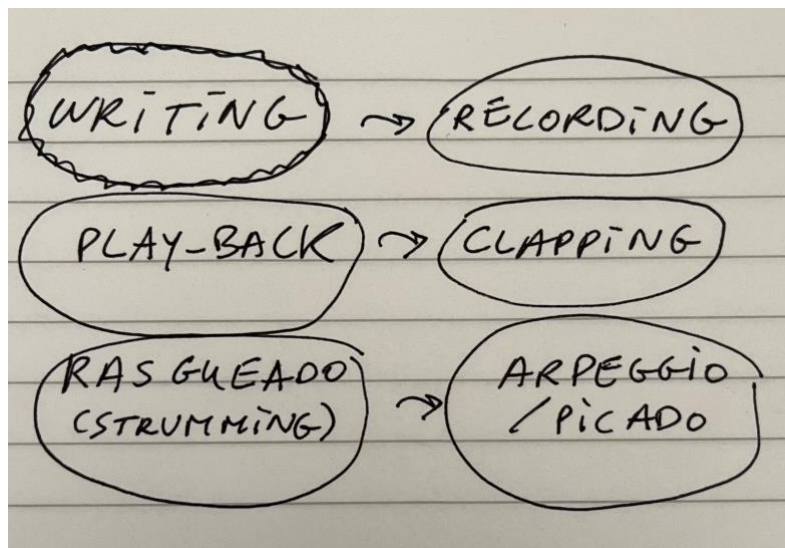 WRiTiNG → RECORDiNG
PLAY-BACK → CLAPPiNG
RASGUEADO ARPEGGiO
(STRUMMiNG) → /PiCADO